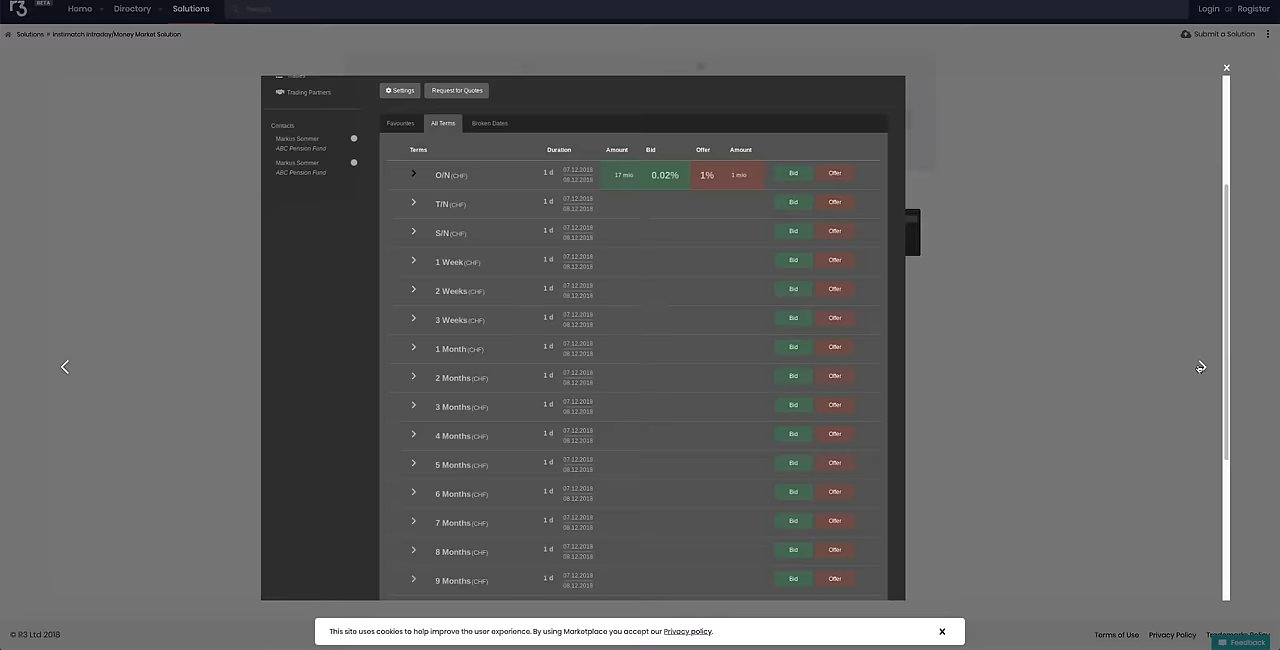 r3 BETA Home Directory Solutions Search Login or Register
Solutions » Instimatch Intraday/Money Market Solution Submit a Solution
Trades
Trading Partners
Contacts
Markus Sommer
ABC Pension Fund
Markus Sommer
ABC Pension Fund
Settings Request for Quotes
Favourites All Terms Broken Dates
Terms Duration Amount Bid Offer Amount
O/N (CHF) 1 d 07.12.2018 08.12.2018 17 mio 0.02% 1% 1 mio Bid Offer
T/N (CHF) 1 d 07.12.2018 08.12.2018 Bid Offer
S/N (CHF) 1 d 07.12.2018 08.12.2018 Bid Offer
1 Week (CHF) 1 d 07.12.2018 08.12.2018 Bid Offer
2 Weeks (CHF) 1 d 07.12.2018 08.12.2018 Bid Offer
3 Weeks (CHF) 1 d 07.12.2018 08.12.2018 Bid Offer
1 Month (CHF) 1 d 07.12.2018 08.12.2018 Bid Offer
2 Months (CHF) 1 d 07.12.2018 08.12.2018 Bid Offer
3 Months (CHF) 1 d 07.12.2018 08.12.2018 Bid Offer
4 Months (CHF) 1 d 07.12.2018 08.12.2018 Bid Offer
5 Months (CHF) 1 d 07.12.2018 08.12.2018 Bid Offer
6 Months (CHF) 1 d 07.12.2018 08.12.2018 Bid Offer
7 Months (CHF) 1 d 07.12.2018 08.12.2018 Bid Offer
8 Months (CHF) 1 d 07.12.2018 08.12.2018 Bid Offer
9 Months (CHF) 1 d 07.12.2018 08.12.2018 Bid Offer
This site uses cookies to help improve the user experience. By using Marketplace you accept our Privacy policy.
© R3 Ltd 2018 Terms of Use Privacy Policy Trademarks Policy
Feedback